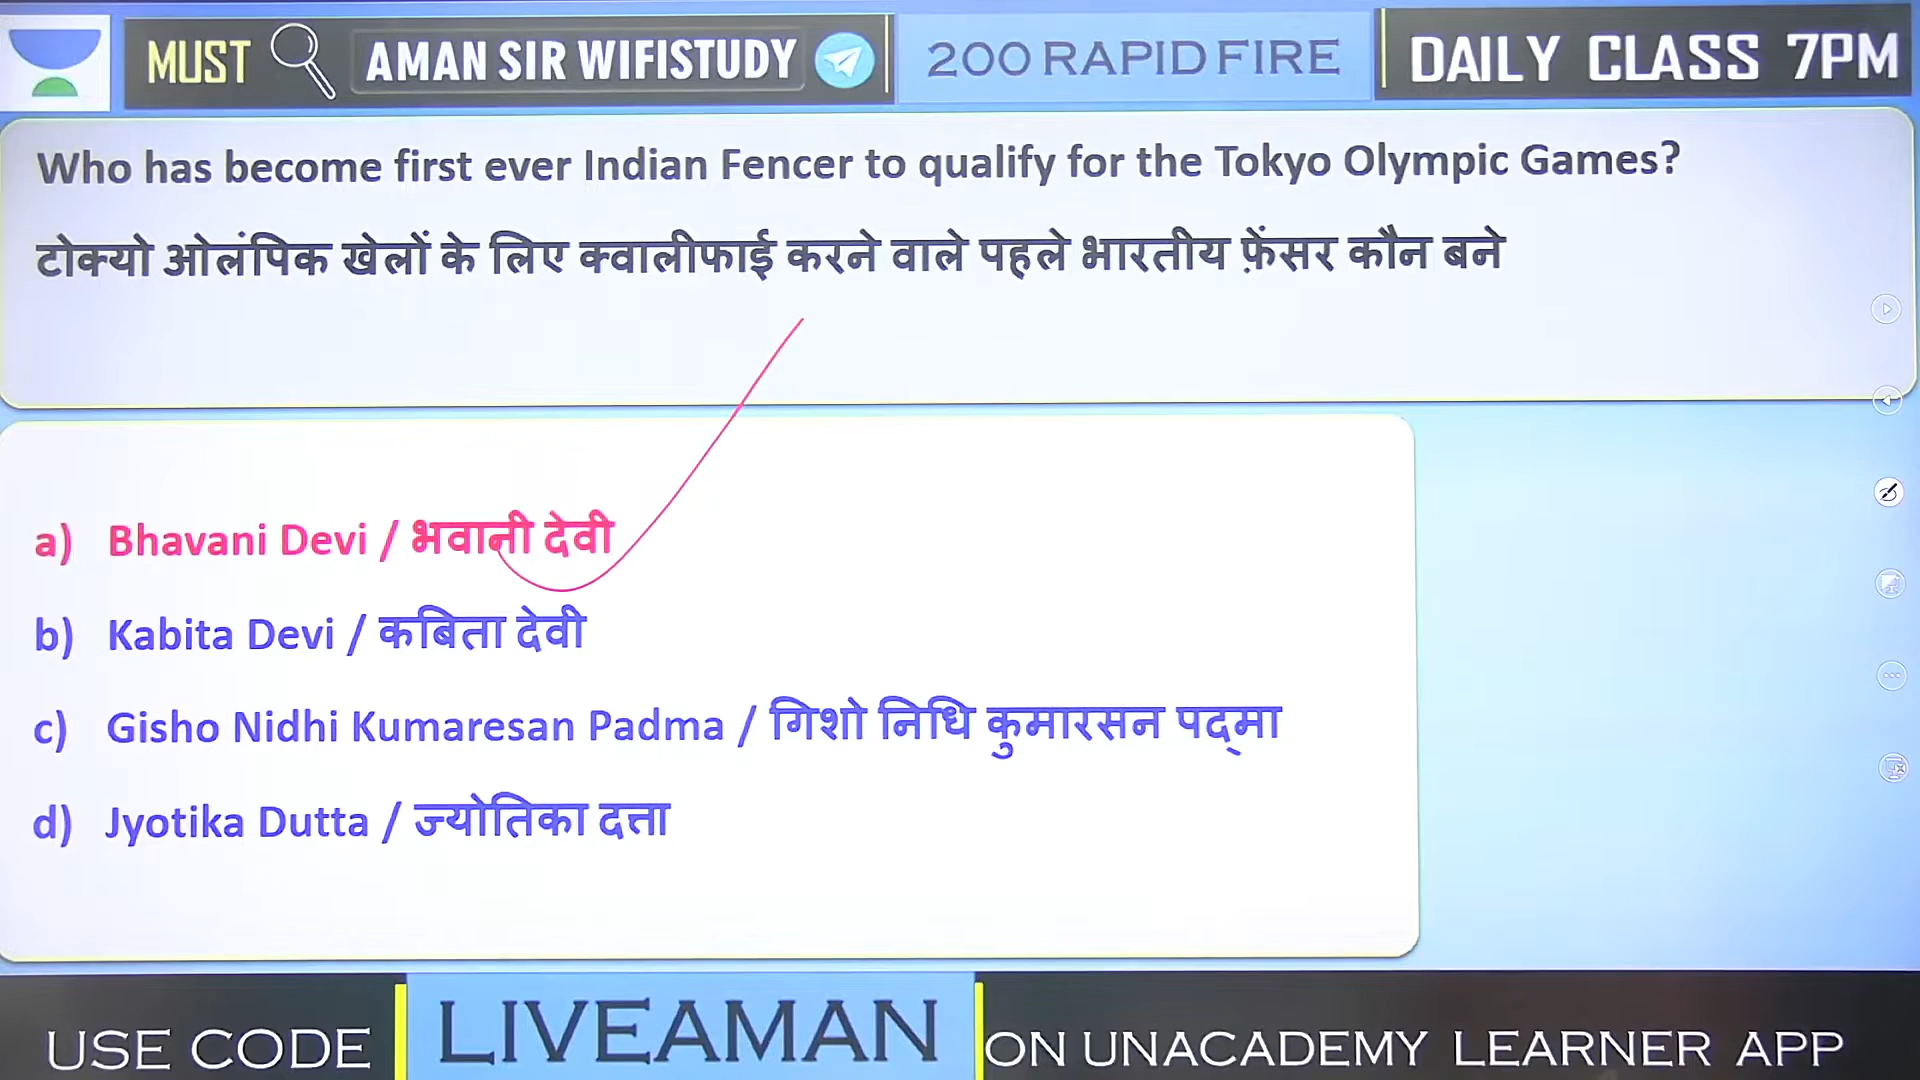 MUST AMAN SIR WIFISTUDY 200 RAPID FIRE DAILY CLASS 7PM
Who has become first ever Indian Fencer to qualify for the Tokyo Olympic Games?
टोक्यो ओलंपिक खेलों के लिए क्वालीफाई करने वाले पहले भारतीय फ़ेंसर कौन बने
a) Bhavani Devi / भवानी देवी
b) Kabita Devi / कबिता देवी
c) Gisho Nidhi Kumaresan Padma / गिशो निधि कुमारसन पद्मा
d) Jyotika Dutta / ज्योतिका दत्ता
USE CODE LIVEAMAN ON UNACADEMY LEARNER APP